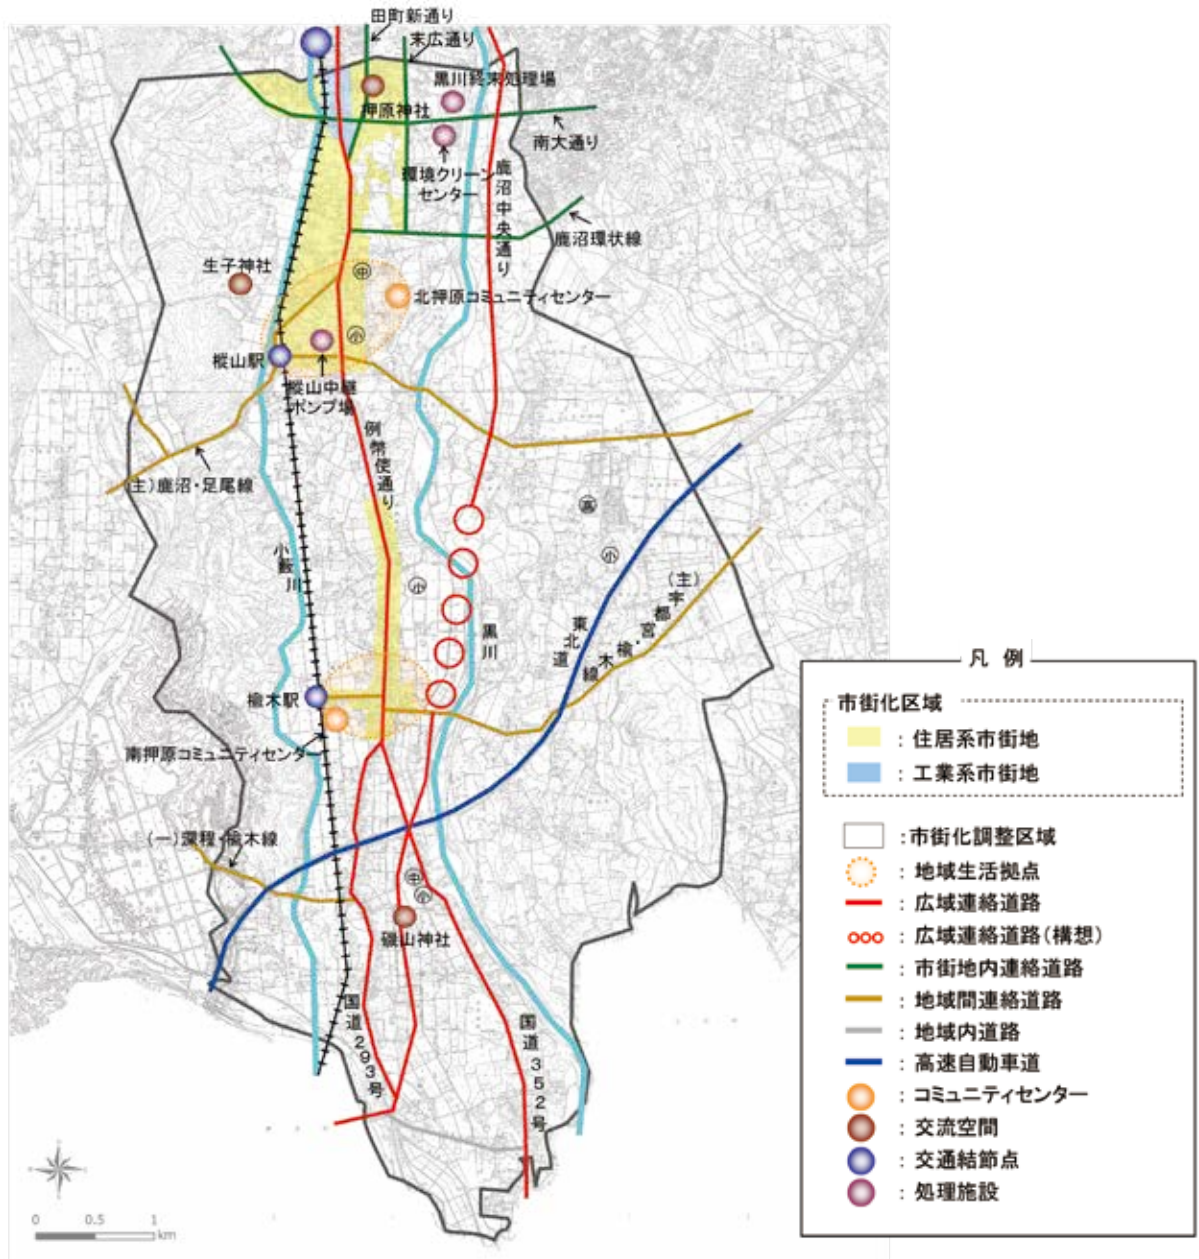 田町新通り
末広通り
黒川終末処理場
押原神社
南大通り
環境クリーン
センター
鹿沼中央通り
鹿沼環状線
生子神社
中
北押原コミュニティセンター
小
樅山駅
樅山中継
ポンプ場
例幣使通り
(主)鹿沼・足尾線
高
小
小藪川
小
(主)宇都宮・楡木線
東北道
黒川
楡木駅
南押原コミュニティセンター
(一)深程・楡木線
中
小
磯山神社
国道293号
国道352号
0 0.5 1
km
凡 例
市街化区域
:住居系市街地
:工業系市街地
:市街化調整区域
:地域生活拠点
:広域連絡道路
:広域連絡道路(構想)
:市街地内連絡道路
:地域間連絡道路
:地域内道路
:高速自動車道
:コミュニティセンター
:交流空間
:交通結節点
:処理施設